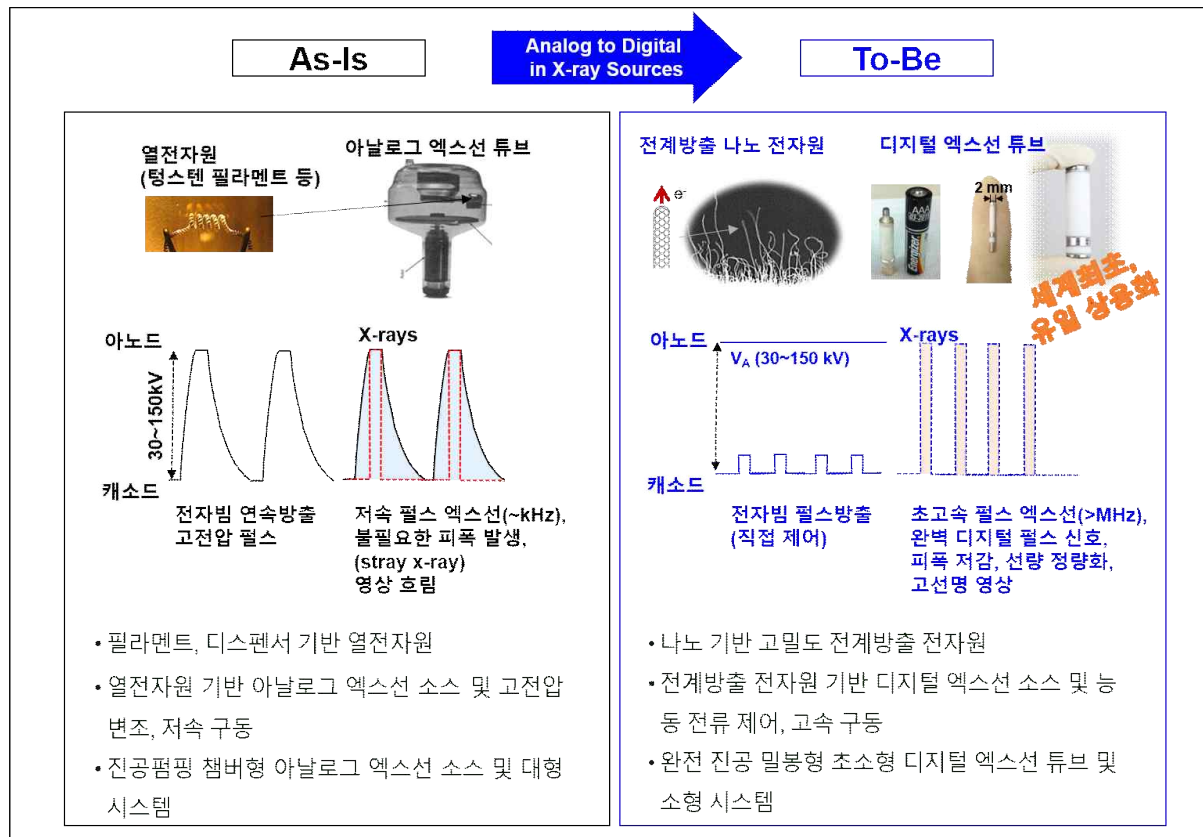 As-Is
Analog to Digital
in X-ray Sources
To-Be
열전자원
(텅스텐 필라멘트 등)
아날로그 엑스선 튜브
아노드
30~150kV
캐소드
X-rays
전자빔 연속방출
고전압 펄스
저속 펄스 엑스선(~kHz),
불필요한 피폭 발생,
(stray x-ray)
영상 흐림
• 필라멘트, 디스펜서 기반 열전자원
• 열전자원 기반 아날로그 엑스선 소스 및 고전압
변조, 저속 구동
• 진공펌핑 챔버형 아날로그 엑스선 소스 및 대형
시스템
전계방출 나노 전자원
디지털 엑스선 튜브
e-
AAA
Energizer
2 mm
세계최초,
유일 상용화
아노드
VA (30~150 kV)
캐소드
X-rays
전자빔 펄스방출
(직접 제어)
초고속 펄스 엑스선(>MHz),
완벽 디지털 펄스 신호,
피폭 저감, 선량 정량화,
고선명 영상
• 나노 기반 고밀도 전계방출 전자원
• 전계방출 전자원 기반 디지털 엑스선 소스 및 능
동 전류 제어, 고속 구동
• 완전 진공 밀봉형 초소형 디지털 엑스선 튜브 및
소형 시스템